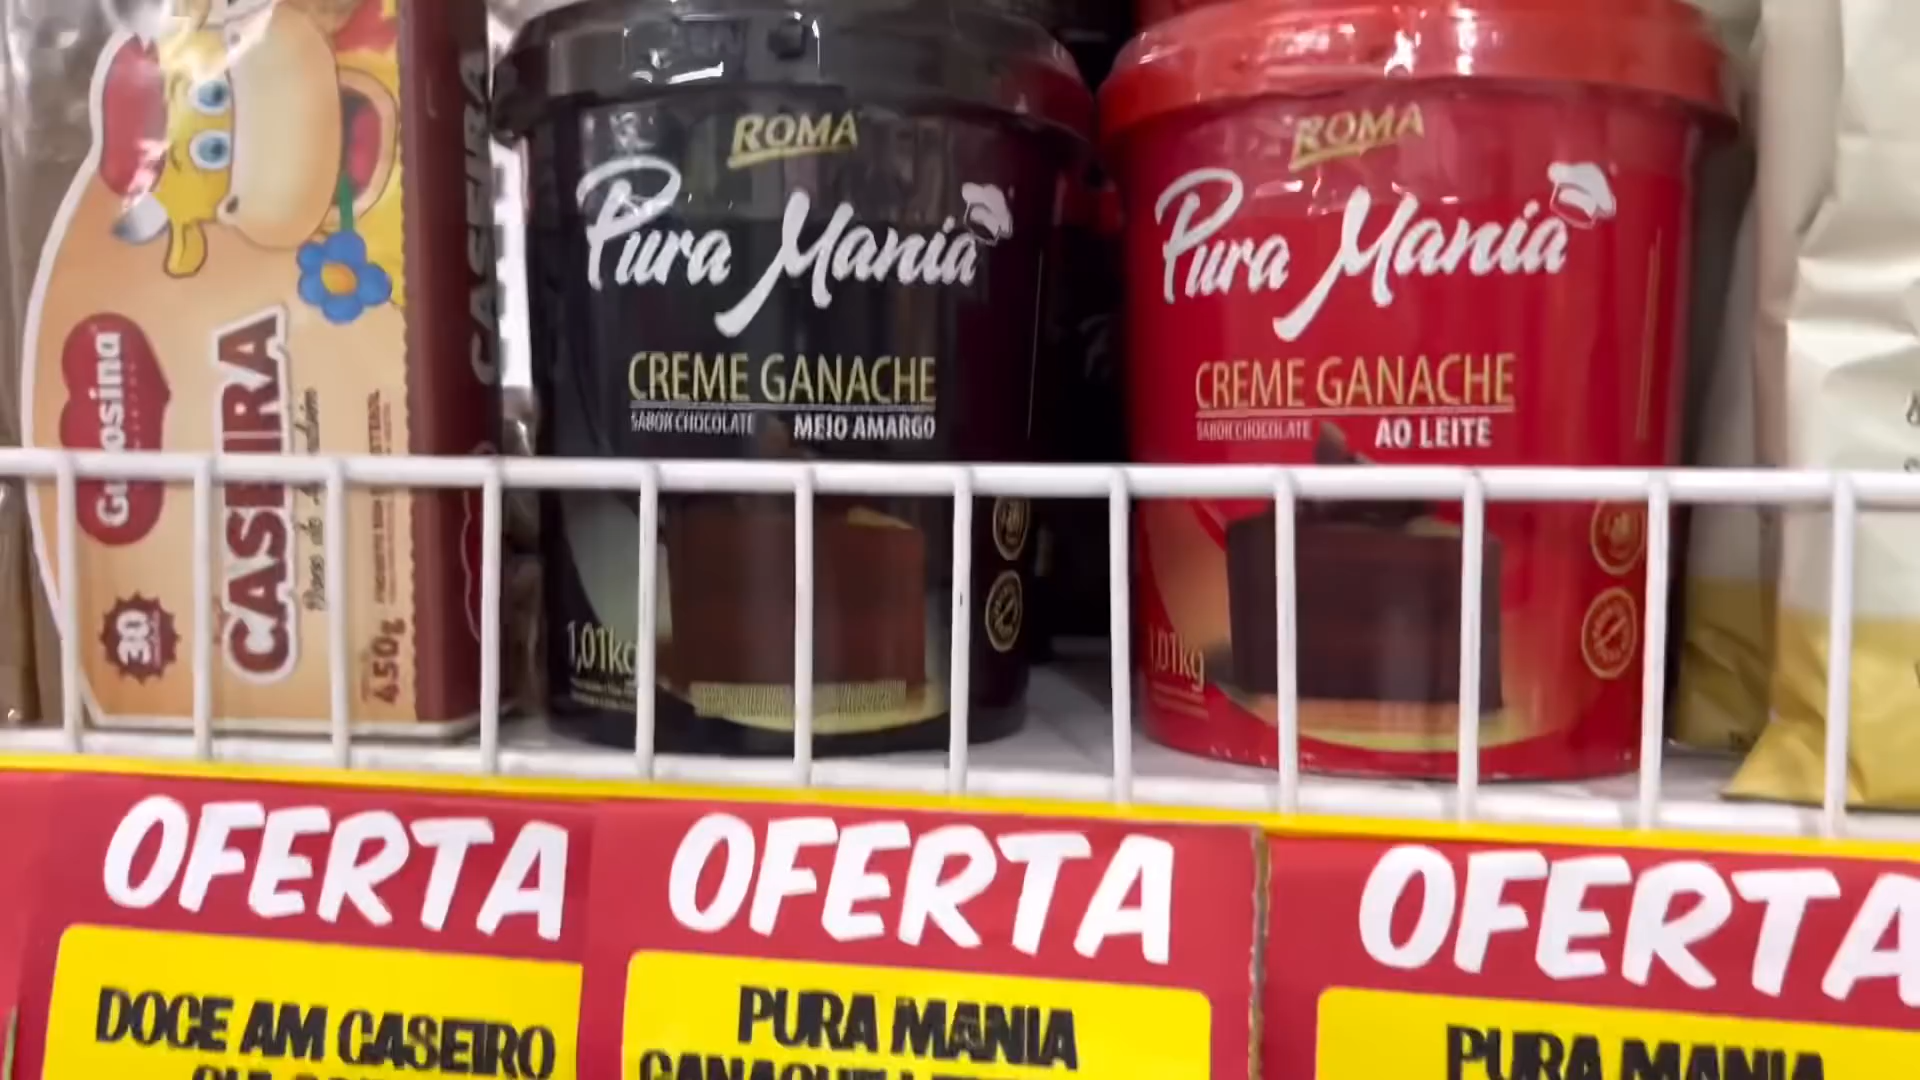 Gulosina
CASEIRA
30
450g
CASEIRA
ROMA
Pura Mania
CREME GANACHE
SABOR CHOCOLATE MEIO AMARGO
1,01kg
ROMA
Pura Mania
CREME GANACHE
SABOR CHOCOLATE AO LEITE
1,01kg
OFERTA
DOCE AM CASEIRO
OFERTA
PURA MANIA
OFERTA
PURA MANIA